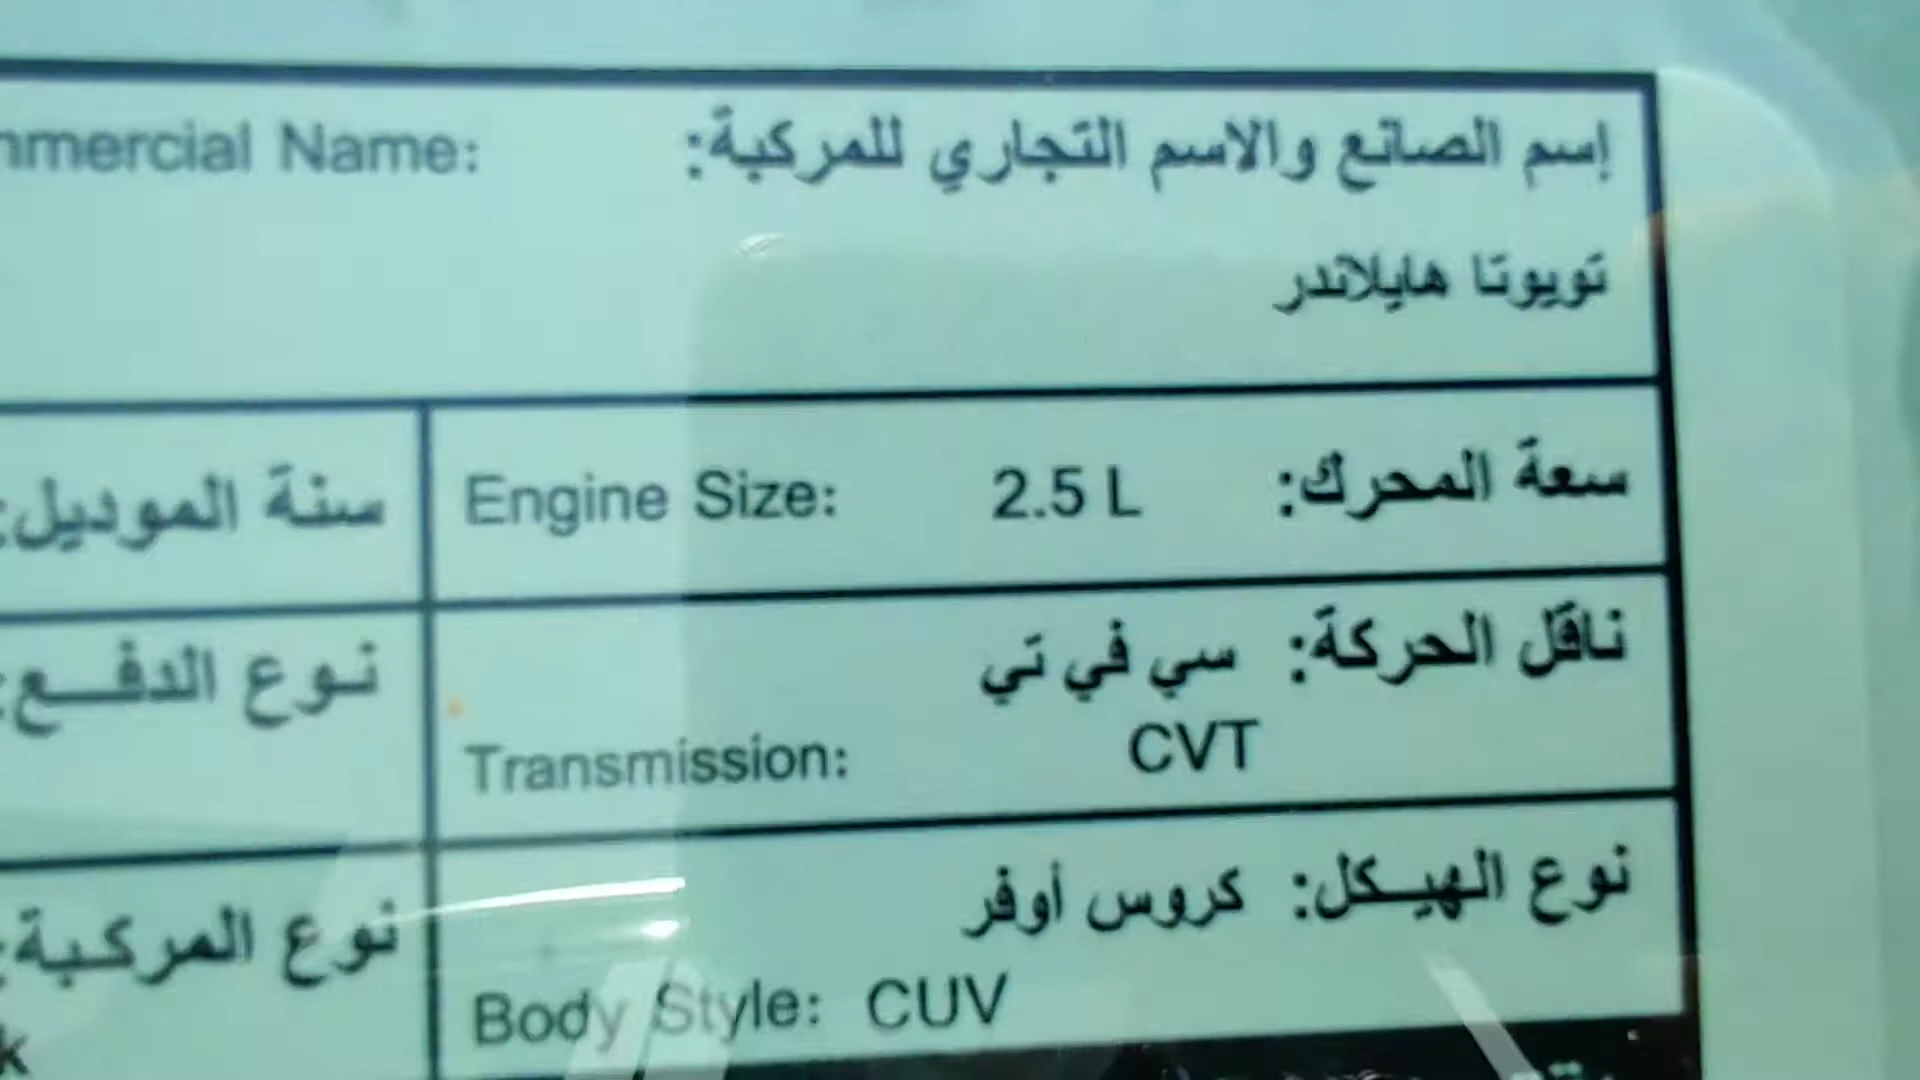 إسم الصانع والاسم التجاري للمركبة:
Name:
تويوتا هايلاندر
سعة المحرك: 2.5 L Engine Size:
سنة الموديل:
ناقل الحركة: سي في تي
CVT
Transmission:
نوع الدفع:
نوع الهيكل: كروس أوفر
Body Style: CUV
نوع المركبة: